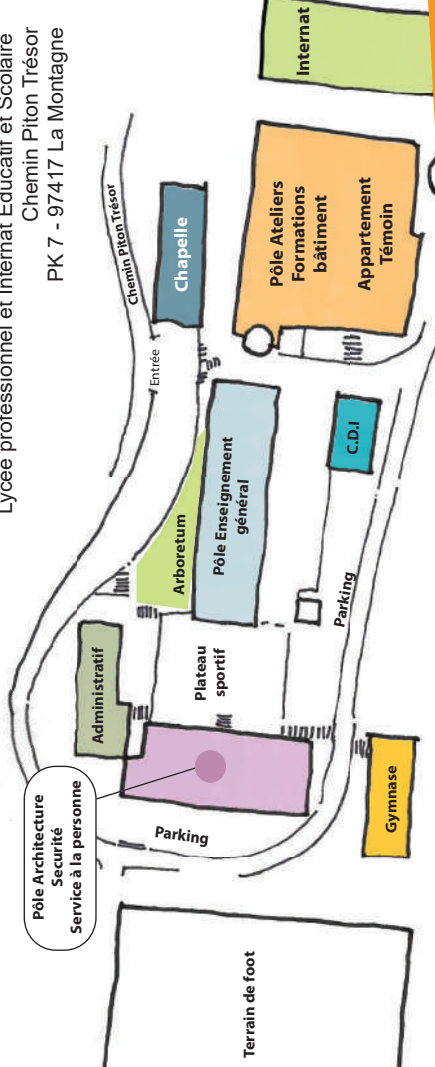 Lycée professionnel et Internat Educatif et Scolaire
Chemin Piton Trésor
PK 7 - 97417 La Montagne
Chemin Piton Trésor
Entrée
Chapelle
Internat
Pôle Ateliers
Formations
bâtiment
Appartement
Témoin
Arboretum
Pôle Enseignement
général
C.D.I
Administratif
Plateau
sportif
Parking
Pôle Architecture
Securité
Service à la personne
Parking
Gymnase
Terrain de foot